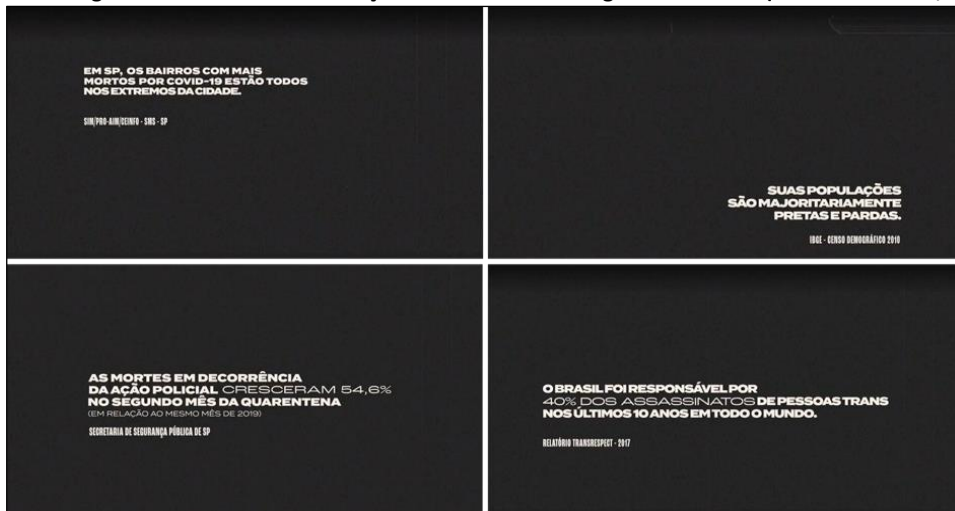 EM SP, OS BAIRROS COM MAIS
MORTOS POR COVID-19 ESTÃO TODOS
NOS EXTREMOS DA CIDADE.
SIM/PRO-AIM/CEINFO - SMS - SP
SUAS POPULAÇÕES
SÃO MAJORITARIAMENTE
PRETAS E PARDAS.
IBGE - CENSO DEMOGRÁFICO 2010
AS MORTES EM DECORRÊNCIA
DA AÇÃO POLICIAL CRESCERAM 54,6%
NO SEGUNDO MÊS DA QUARENTENA
(EM RELAÇÃO AO MESMO MÊS DE 2019)
SECRETARIA DE SEGURANÇA PÚBLICA DE SP
O BRASIL FOI RESPONSÁVEL POR
40% DOS ASSASSINATOS DE PESSOAS TRANS
NOS ÚLTIMOS 10 ANOS EM TODO O MUNDO.
RELATÓRIO TRANSRESPECT - 2017